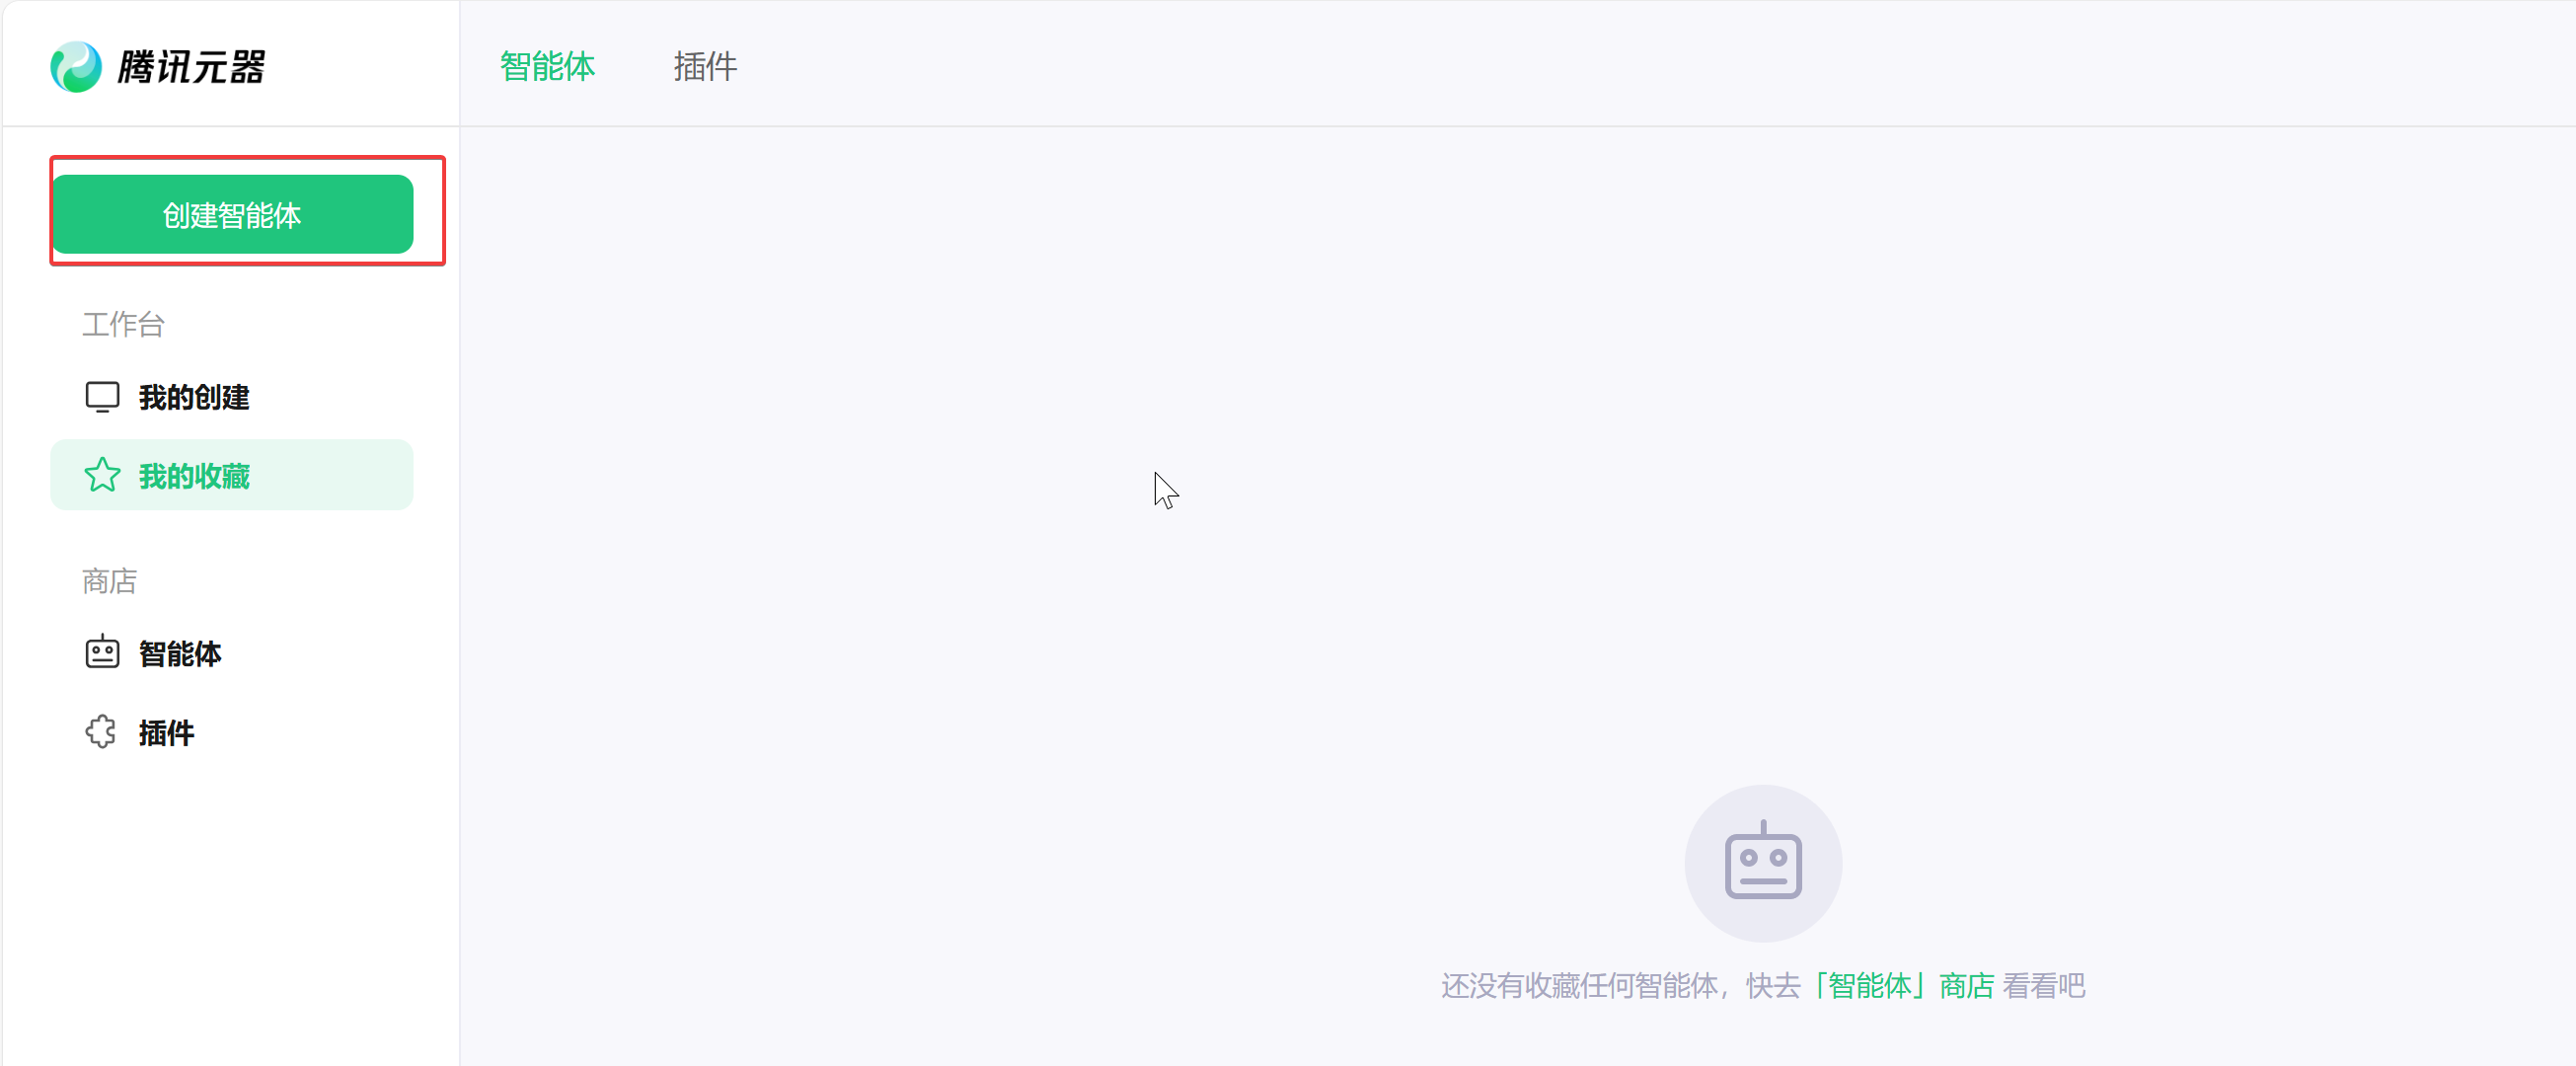 腾讯元器
智能体
插件
创建智能体
工作台
我的创建
我的收藏
商店
智能体
插件
还没有收藏任何智能体，快去「智能体」商店 看看吧